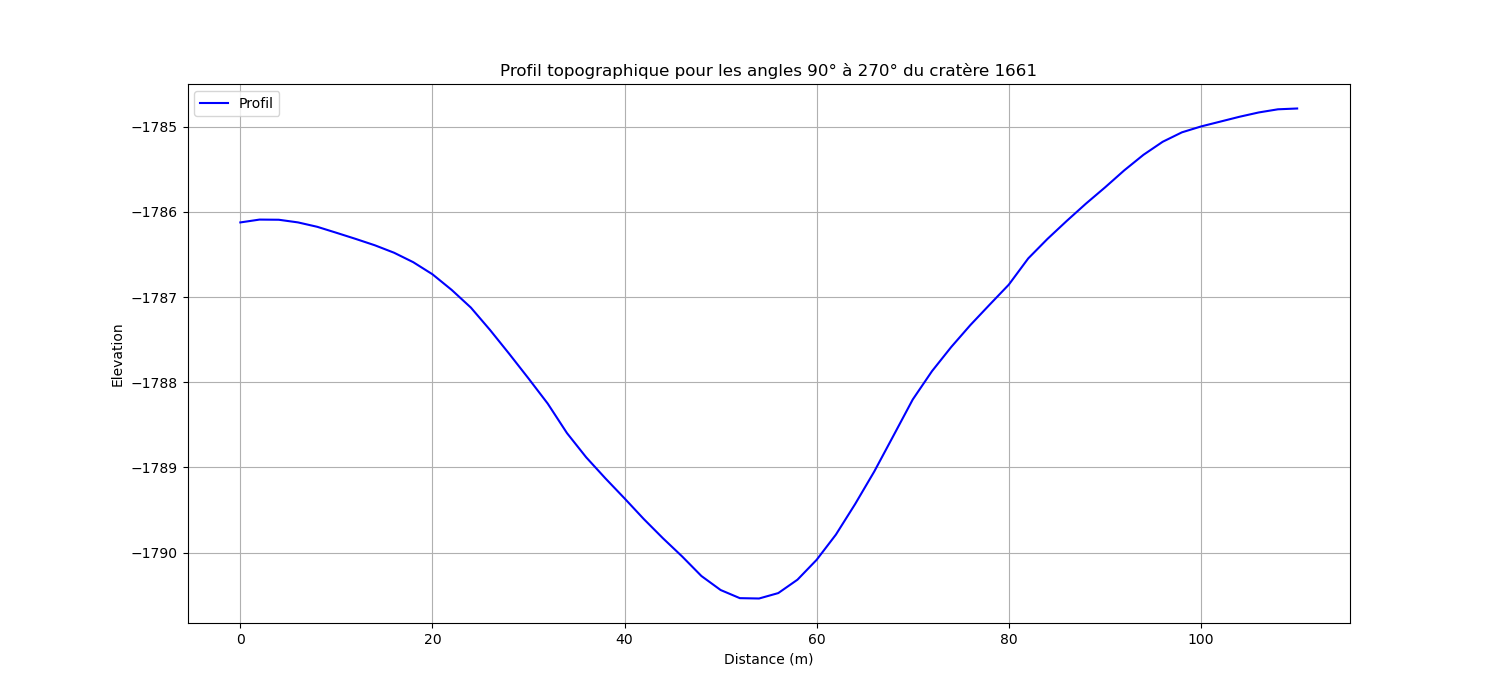 Profil topographique pour les angles 90° à 270° du cratère 1661
Profil
−1785
−1786
−1787
−1788
−1789
−1790
Elevation
0 20 40 60 80 100
Distance (m)